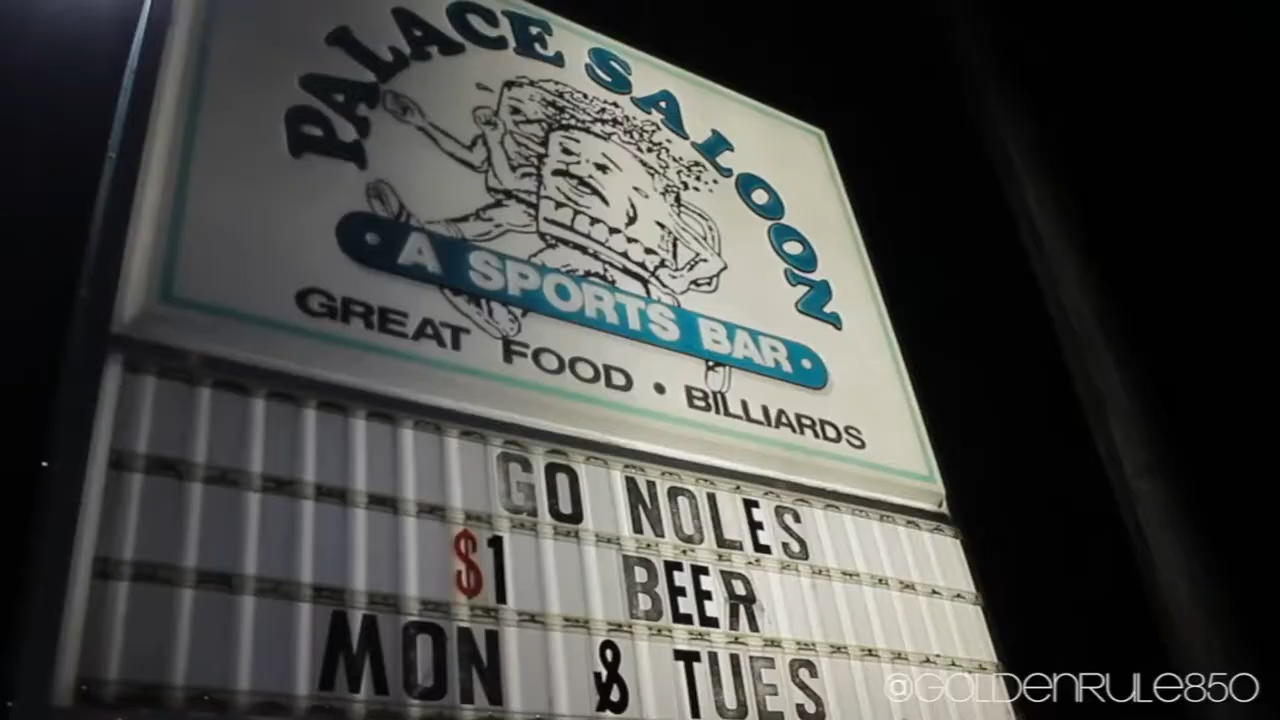 PALACE SALOON
• A SPORTS BAR •
GREAT FOOD • BILLIARDS
GO NOLES
$1 BEER
MON & TUES
@GOLDENRULE850